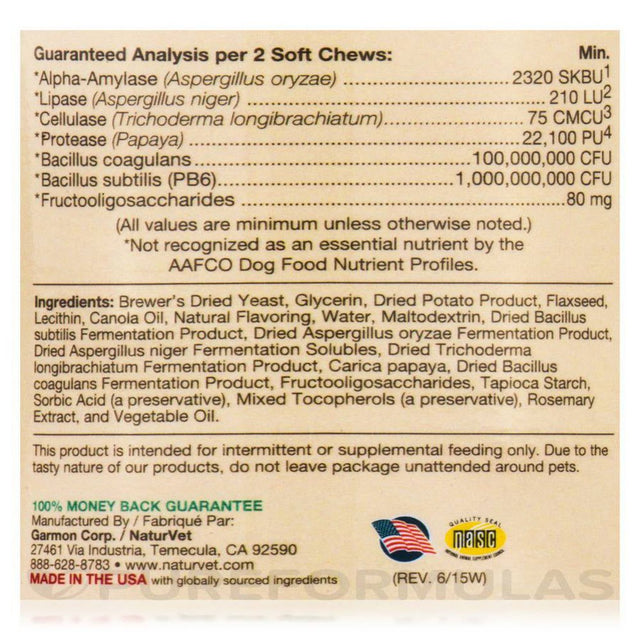 Guaranteed Analysis per 2 Soft Chews: Min.
*Alpha-Amylase (Aspergillus oryzae) ................................ 2320 SKBU1
*Lipase (Aspergillus niger) ........................................................ 210 LU2
*Cellulase (Trichoderma longibrachiatum)........................... 75 CMCU3
*Protease (Papaya) ................................................................ 22,100 PU4
*Bacillus coagulans ..................................................100,000,000 CFU
*Bacillus subtilis (PB6)...........................................1,000,000,000 CFU
*Fructooligosaccharides ............................................................80 mg
(All values are minimum unless otherwise noted.)
*Not recognized as an essential nutrient by the
AAFCO Dog Food Nutrient Profiles.
Ingredients: Brewer's Dried Yeast, Glycerin, Dried Potato Product, Flaxseed,
Lecithin, Canola Oil, Natural Flavoring, Water, Maltodextrin, Dried Bacillus
subtilis Fermentation Product, Dried Aspergillus oryzae Fermentation Product,
Dried Aspergillus niger Fermentation Solubles, Dried Trichoderma
longibrachiatum Fermentation Product, Carica papaya, Dried Bacillus
coagulans Fermentation Product, Fructooligosaccharides, Tapioca Starch,
Sorbic Acid (a preservative), Mixed Tocopherols (a preservative), Rosemary
Extract, and Vegetable Oil.
This product is intended for intermittent or supplemental feeding only. Due to the
tasty nature of our products, do not leave package unattended around pets.
100% MONEY BACK GUARANTEE
Manufactured By / Fabriqué Par:
Garmon Corp. / NaturVet
27461 Via Industria, Temecula, CA 92590
888-628-8783 • www.naturvet.com
MADE IN THE USA with globally sourced ingredients
QUALITY SEAL
nasc
NATIONAL ANIMAL SUPPLEMENT COUNCIL
(REV. 6/15W)
PUREFORMULAS